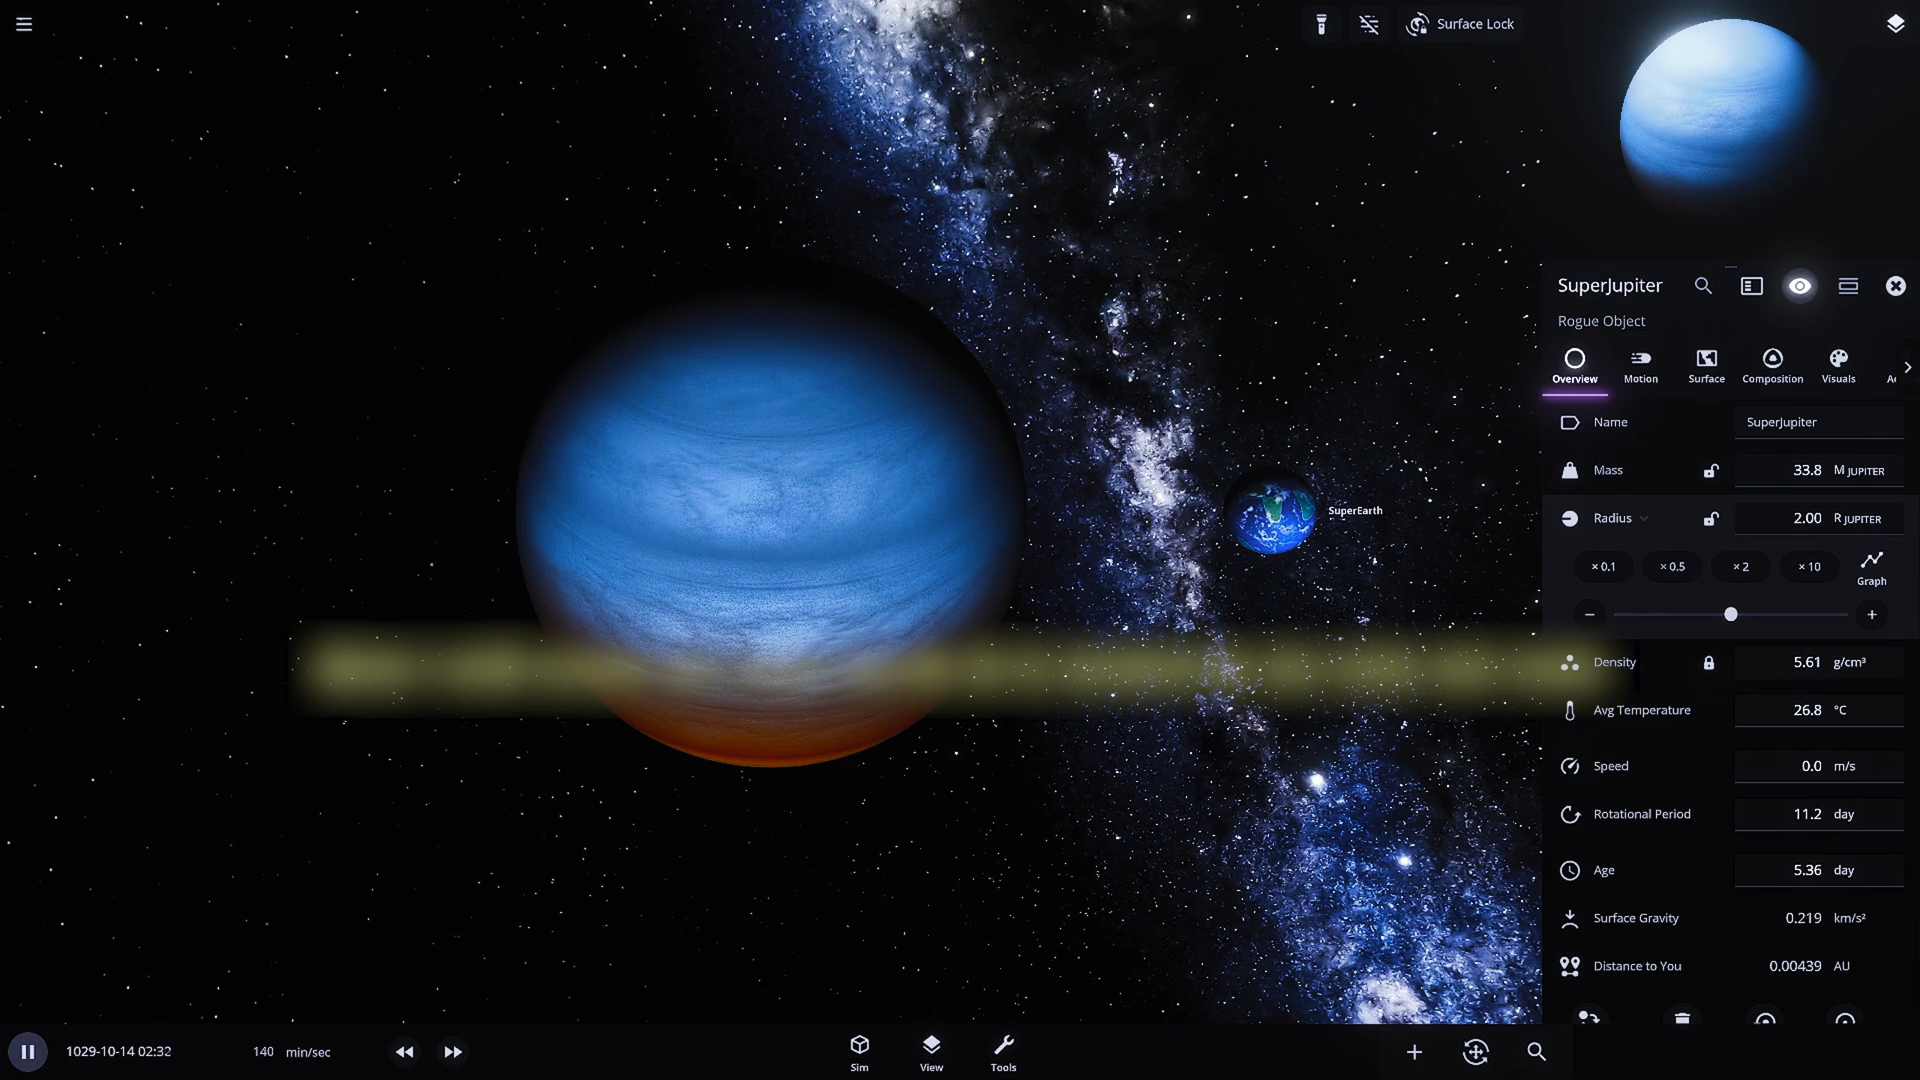 Surface Lock
SuperJupiter
Rogue Object
Overview
Motion
Surface
Composition
Visuals
Name
SuperJupiter
Mass
33.8 M JUPITER
Radius
2.00 R JUPITER
× 0.1
× 0.5
× 2
× 10
Graph
Density
5.61 g/cm³
Avg Temperature
26.8 °C
Speed
0.0 m/s
Rotational Period
11.2 day
Age
5.36 day
Surface Gravity
0.219 km/s²
Distance to You
0.00439 AU
SuperEarth
1029-10-14 02:32
140 min/sec
Sim
View
Tools